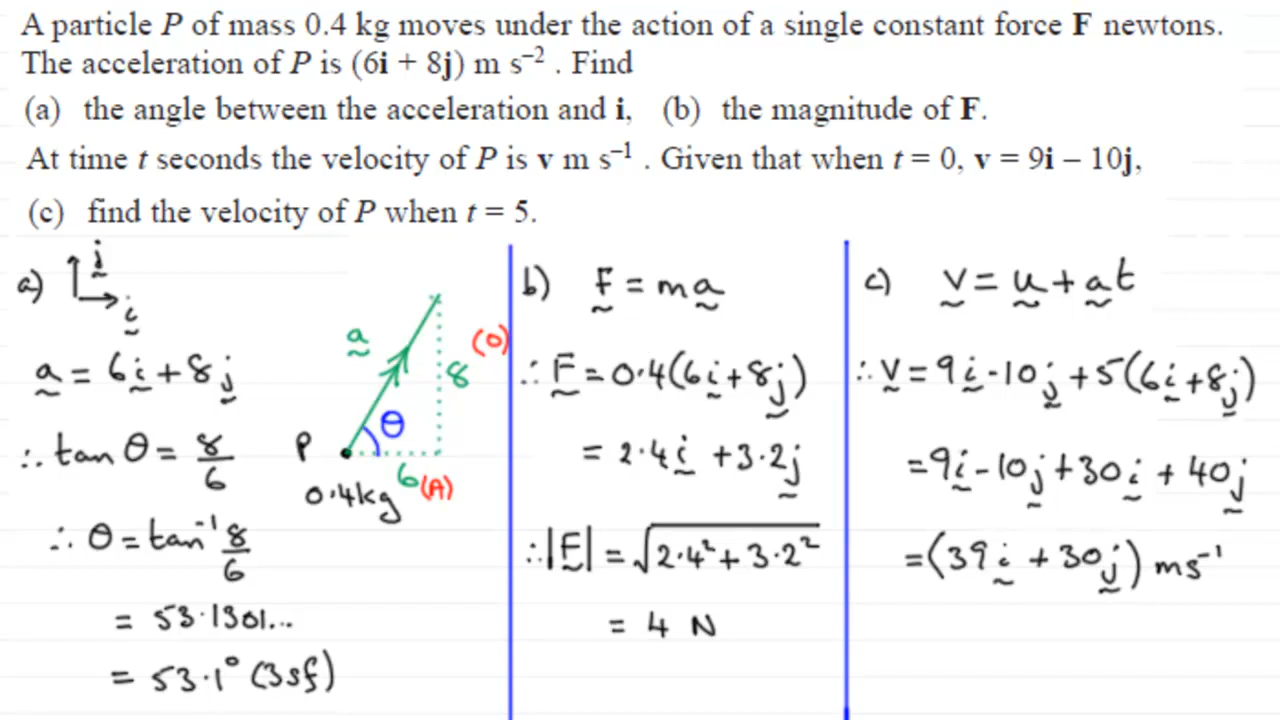 A particle P of mass 0.4 kg moves under the action of a single constant force F newtons.
The acceleration of P is (6i + 8j) m s⁻² . Find
(a) the angle between the acceleration and i, (b) the magnitude of F.
At time t seconds the velocity of P is v m s⁻¹ . Given that when t = 0, v = 9i – 10j,
(c) find the velocity of P when t = 5.
a) j
i
a = 6i + 8j
∴ tan θ = 8/6
∴ θ = tan⁻¹ 8/6
= 53.1301...
= 53.1° (3sf)
a
8 (O)
θ
P
6 (A)
0.4kg
b) F = ma
∴ F = 0.4(6i + 8j)
= 2.4i + 3.2j
∴ |F| = √2.4² + 3.2²
= 4 N
c) v = u + at
∴ v = 9i - 10j + 5(6i + 8j)
= 9i - 10j + 30i + 40j
= (39i + 30j) ms⁻¹